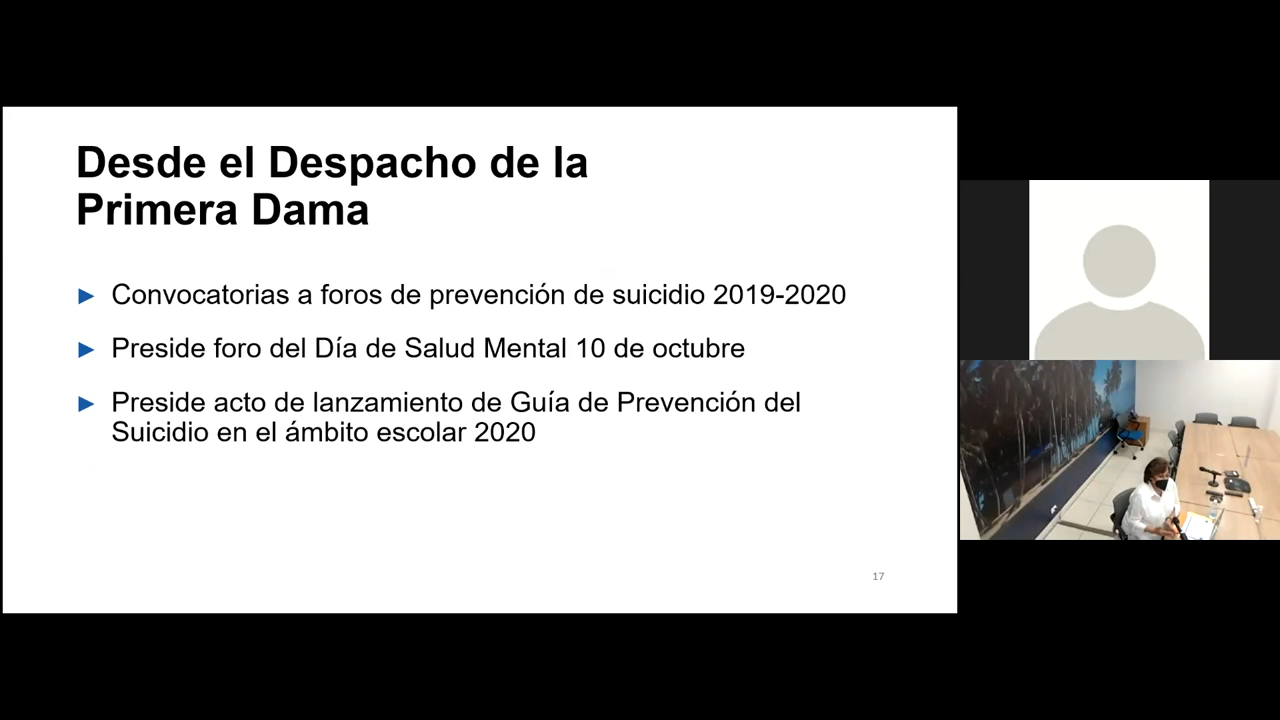 Desde el Despacho de la
Primera Dama
► Convocatorias a foros de prevención de suicidio 2019-2020
► Preside foro del Día de Salud Mental 10 de octubre
► Preside acto de lanzamiento de Guía de Prevención del
Suicidio en el ámbito escolar 2020
17